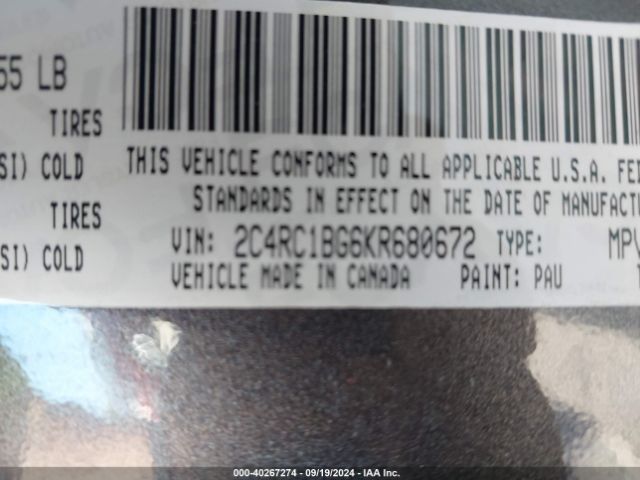 55 LB
TIRES
SI) COLD
THIS VEHICLE CONFORMS TO ALL APPLICABLE U.S.A. FE
STANDARDS IN EFFECT ON THE DATE OF MANUFACT
TIRES
VIN: 2C4RC1BG6KR680672 TYPE: MPV
SI) COLD
VEHICLE MADE IN CANADA PAINT: PAU
000-40267274 - 09/19/2024 - IAA Inc.